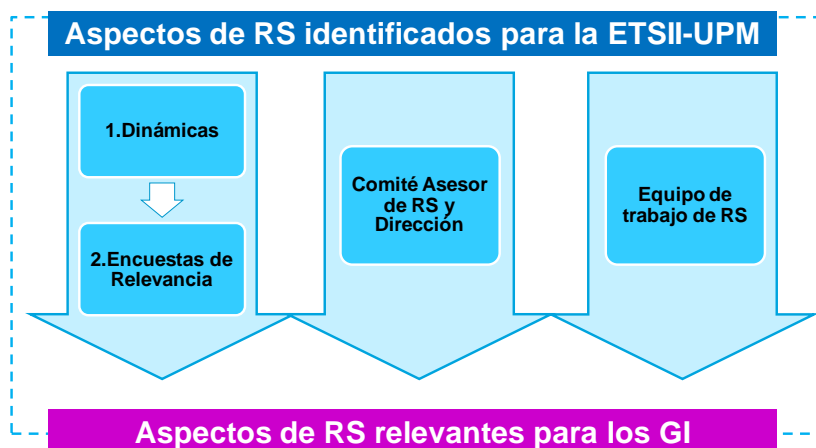 Aspectos de RS identificados para la ETSII-UPM
1.Dinámicas
2.Encuestas de
Relevancia
Comité Asesor
de RS y
Dirección
Equipo de
trabajo de RS
Aspectos de RS relevantes para los GI